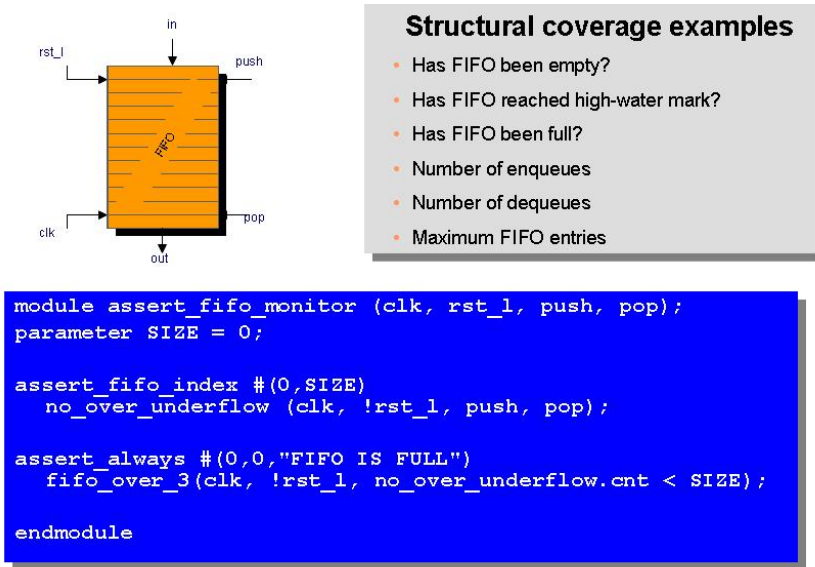 in
rst_l
push
FIFO
clk
pop
out
Structural coverage examples
• Has FIFO been empty?
• Has FIFO reached high-water mark?
• Has FIFO been full?
• Number of enqueues
• Number of dequeues
• Maximum FIFO entries
module assert_fifo_monitor (clk, rst_l, push, pop);
parameter SIZE = 0;
assert_fifo_index #(0,SIZE)
no_over_underflow (clk, !rst_l, push, pop);
assert_always #(0,0,"FIFO IS FULL")
fifo_over_3(clk, !rst_l, no_over_underflow.cnt < SIZE);
endmodule